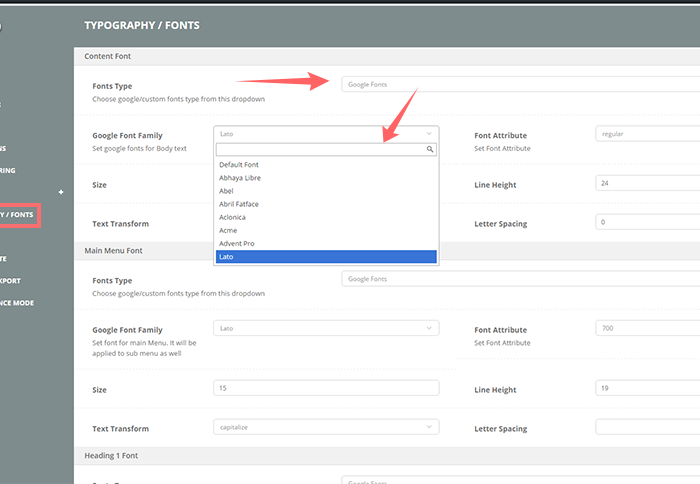 TYPOGRAPHY / FONTS
Content Font
Fonts Type
Choose google/custom fonts type from this dropdown
Google Fonts
Google Font Family
Set google fonts for Body text
Lato
Font Attribute
Set Font Attribute
regular
Default Font
Abhaya Libre
Abel
Abril Fatface
Aclonica
Acme
Advent Pro
Lato
Size
Line Height
24
Text Transform
Letter Spacing
0
NS
RING
+
Y / FONTS
TE
XPORT
NCE MODE
Main Menu Font
Fonts Type
Choose google/custom fonts type from this dropdown
Google Fonts
Google Font Family
Set font for main Menu. It will be
applied to sub menu as well
Lato
Font Attribute
Set Font Attribute
700
Size
15
Line Height
19
Text Transform
capitalize
Letter Spacing
Heading 1 Font
Google Fonts